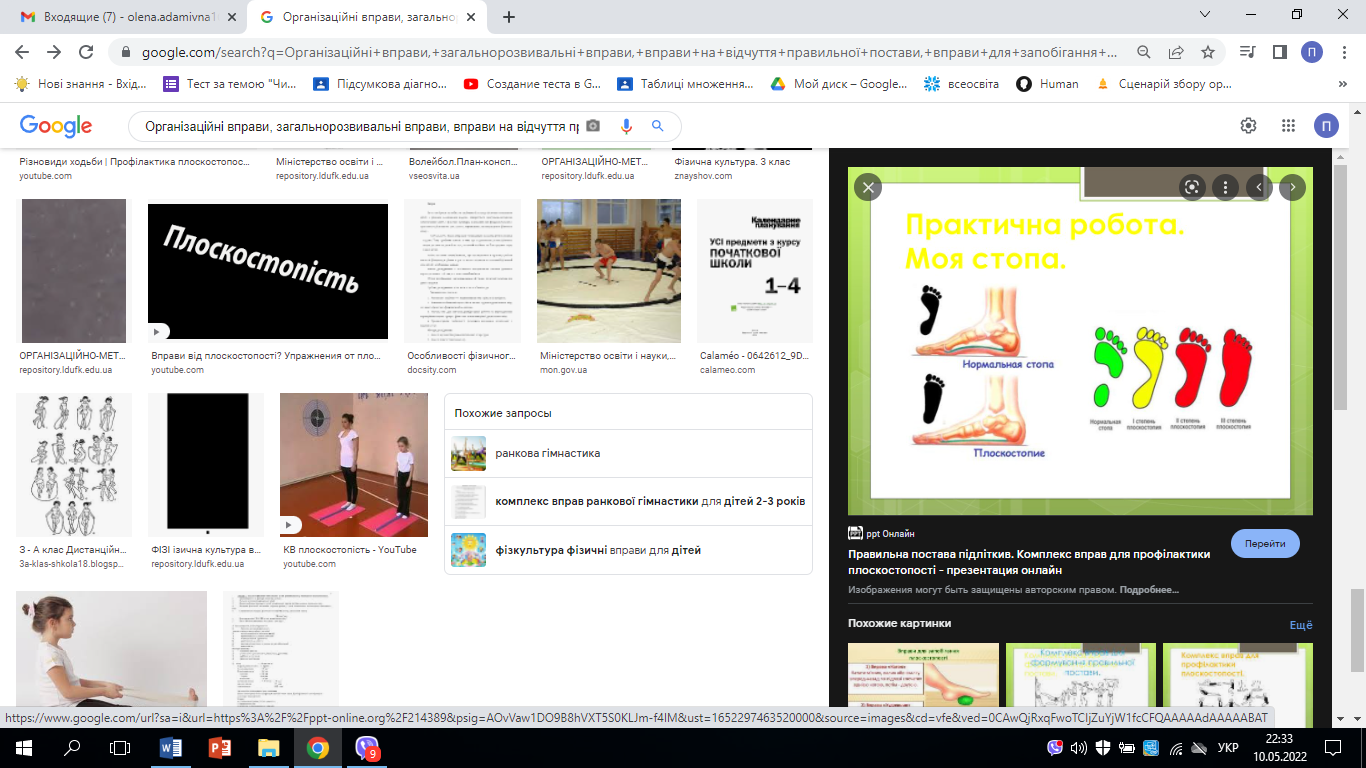 Входящие (7) - olena.adamivna1
Організаційні вправи, загально
google.com/search?q=Організаційні+вправи,+загальнорозвивальні+вправи,+вправи+на+відчуття+правильної+постави,+вправи+для+запобігання+...
П
Нові знання - Вхід...
Тест за темою "Чи...
Підсумкова діагно...
Создание теста в G...
Таблиці множення...
Мой диск – Google...
всеосвіта
Human
Сценарій збору ор...
Google
Організаційні вправи, загальнорозвивальні вправи, вправи на відчуття пр
П
Різновиди ходьби | Профілактика плоскостопос...
youtube.com
Міністерство освіти і ...
repository.ldufk.edu.ua
Волейбол.План-консп...
vseosvita.ua
ОРГАНІЗАЦІЙНО-МЕТ...
repository.ldufk.edu.ua
Фізична культура. 3 клас
znayshov.com
Плоскостопість
Календарне
планування
УСІ предмети з курсу
ПОЧАТКОВОЇ
ШКОЛИ
1–4
ОРГАНІЗАЦІЙНО-МЕТ...
repository.ldufk.edu.ua
Вправи від плоскостопості? Упражнения от пло...
youtube.com
Особливості фізичног...
docsity.com
Міністерство освіти і науки,...
mon.gov.ua
Calaméo - 0642612_9D...
calameo.com
Похожие запросы
ранкова гімнастика
комплекс вправ ранкової гімнастики для дітей 2-3 років
фізкультура фізичні вправи для дітей
3 - А клас Дистанційн...
3a-klas-shkola18.blogsp...
ФІЗІ ізична культура в...
repository.ldufk.edu.ua
КВ плоскостопість - YouTube
youtube.com
Практична робота.
Моя стопа.
Нормальная стопа
Плоскостопие
Нормальная
стопа
I степень
плоскостопия
II степень
плоскостопия
III степень
плоскостопия
PPT
ppt Онлайн
Правильна постава підлітків. Комплекс вправ для профілактики
плоскостопості - презентация онлайн
Перейти
Изображения могут быть защищены авторским правом. Подробнее...
Похожие картинки
Ещё
Комплекс вправ для
формування правильної
постави.
Комплекс вправ для
профілактики
плоскостопості.
https://www.google.com/url?sa=i&url=https%3A%2F%2Fppt-online.org%2F214389&psig=AOvVaw1DO9B8hVXT5S0KLJm-f4IM&ust=1652297463520000&source=images&cd=vfe&ved=0CAwQjRxqFwoTCIjZuYjW1fcCFQAAAAAdAAAAABAT
9
УКР
22:33
10.05.2022